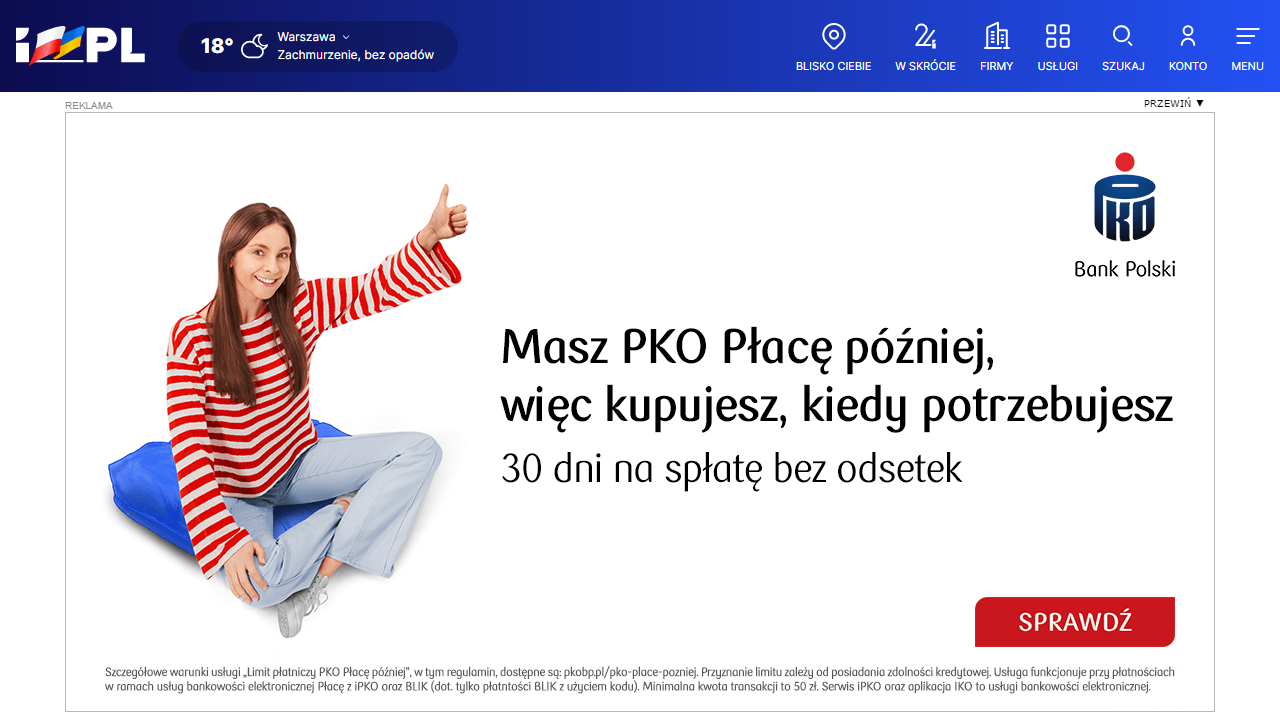 i PL
18°
Warszawa
Zachmurzenie, bez opadów
BLISKO CIEBIE
W SKRÓCIE
FIRMY
USŁUGI
SZUKAJ
KONTO
MENU
REKLAMA
PRZEWIŃ ▼
PKO
Bank Polski
Masz PKO Płacę później,
więc kupujesz, kiedy potrzebujesz
30 dni na spłatę bez odsetek
SPRAWDŹ
Szczegółowe warunki usługi „Limit płatniczy PKO Płacę później”, w tym regulamin, dostępne są: pkobp.pl/pko-place-pozniej. Przyznanie limitu zależy od posiadania zdolności kredytowej. Usługa funkcjonuje przy płatnościach
w ramach usług bankowości elektronicznej Płacę z iPKO oraz BLIK (dot. tylko płatntości BLIK z użyciem kodu). Minimalna kwota transakcji to 50 zł. Serwis iPKO oraz aplikacja IKO to usługi bankowości elektronicznej.